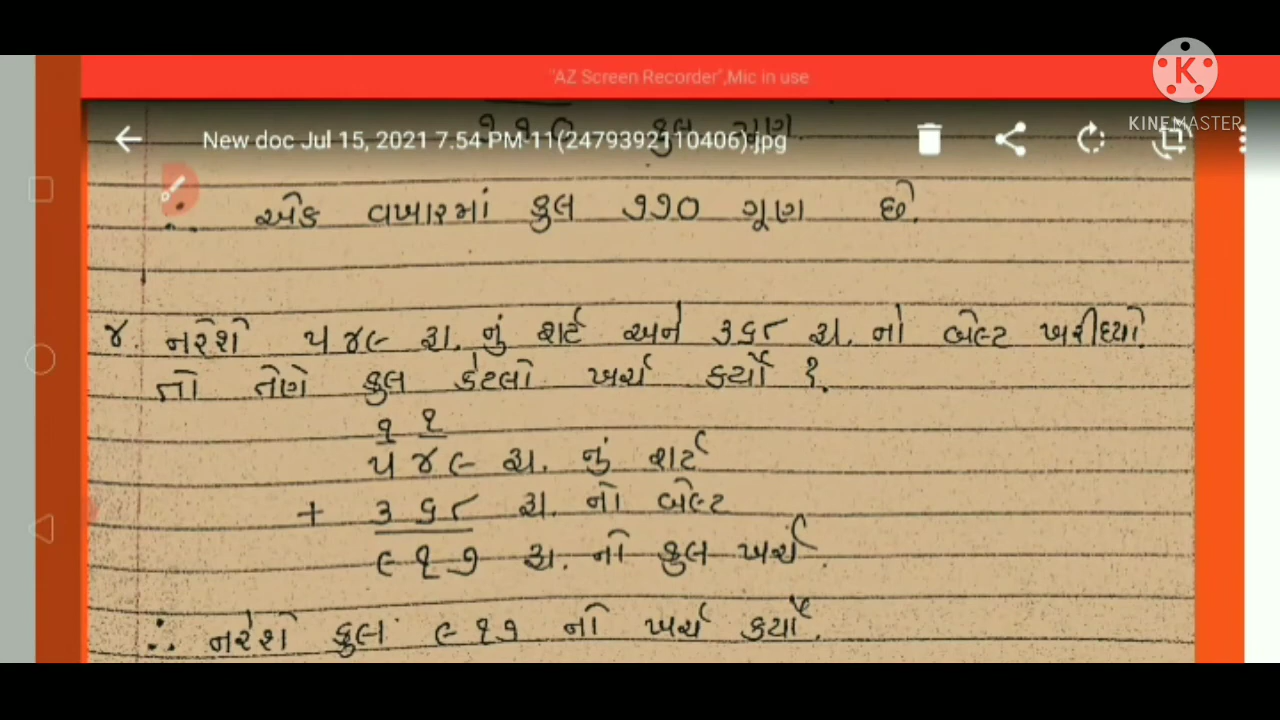 "AZ Screen Recorder",Mic in use
K
KINEMASTER
New doc Jul 15, 2021 7.54 PM-11(2479392110406).jpg
કુલ ગૂણ.
∴ એક વખારમાં કુલ ૭૭૦ ગૂણ છે.
૪. નરેશે ૫૪૯ રૂા. નું શર્ટ અને ૩૬૮ રૂા. નો બેલ્ટ ખરીદ્યો.
તો તેણે કુલ કેટલો ખર્ચ કર્યો ?.
૧ ૧
૫૪૯ રૂા. નું શર્ટ
+ ૩૬૮ રૂા. નો બેલ્ટ
૯૧૭ રૂા. નો કુલ ખર્ચ.
∴ નરેશે કુલ ૯૧૭ નો ખર્ચ કર્યો.